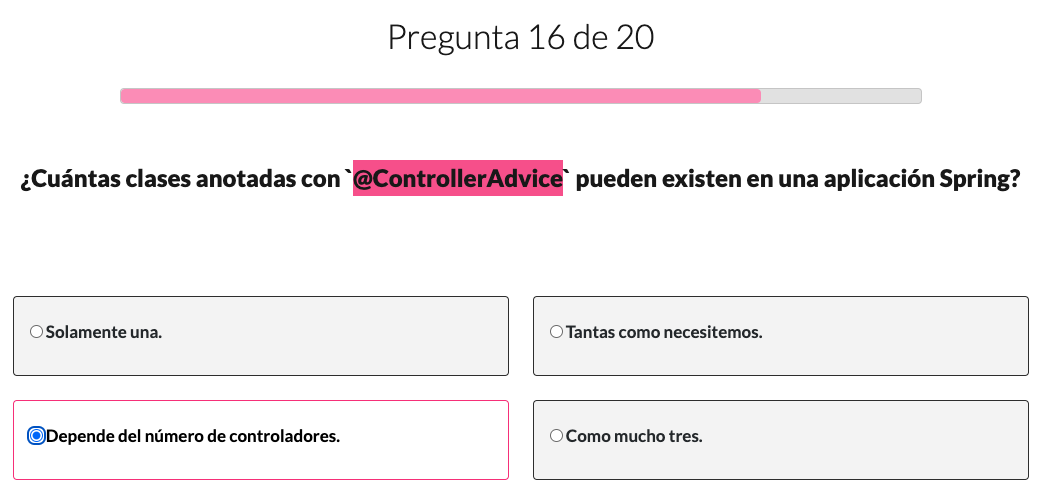 Pregunta 16 de 20
¿Cuántas clases anotadas con `@ControllerAdvice` pueden existen en una aplicación Spring?
Solamente una.
Tantas como necesitemos.
Depende del número de controladores.
Como mucho tres.